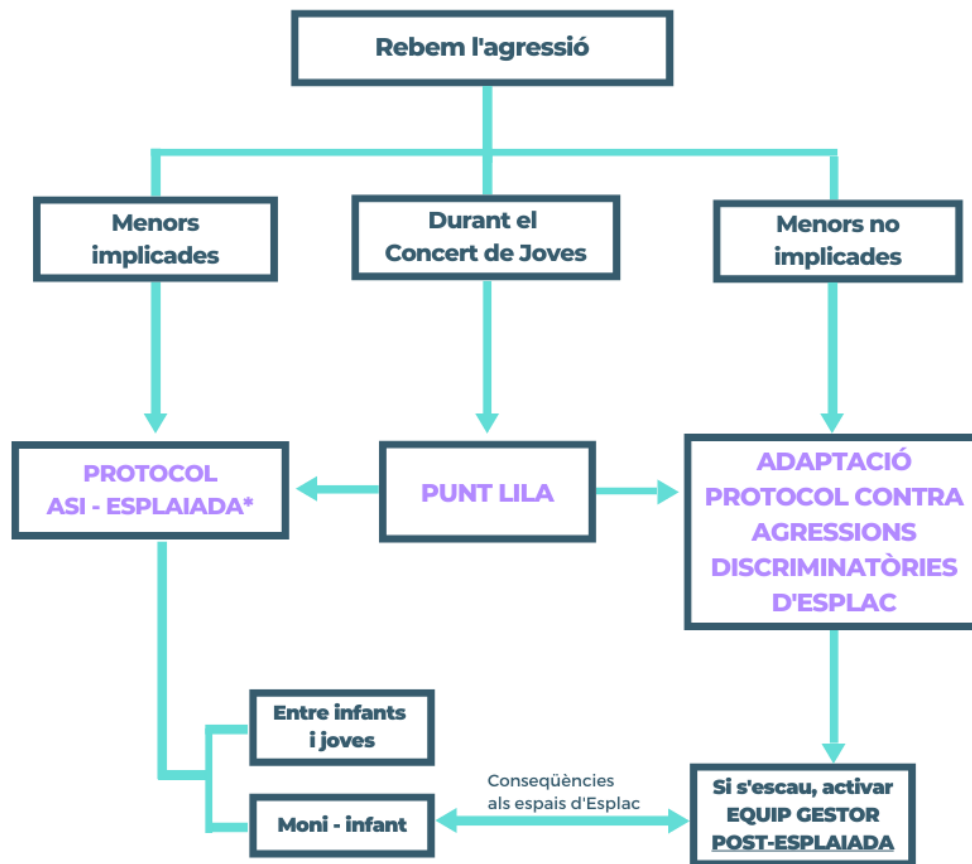 Rebem l'agressió
Menors
implicades
Durant el
Concert de Joves
Menors no
implicades
PROTOCOL
ASI - ESPLAIADA*
PUNT LILA
ADAPTACIÓ
PROTOCOL CONTRA
AGRESSIONS
DISCRIMINATÒRIES
D'ESPLAC
Entre infants
i joves
Moni - infant
Conseqüències
als espais d'Esplac
Si s'escau, activar
EQUIP GESTOR
POST-ESPLAIADA